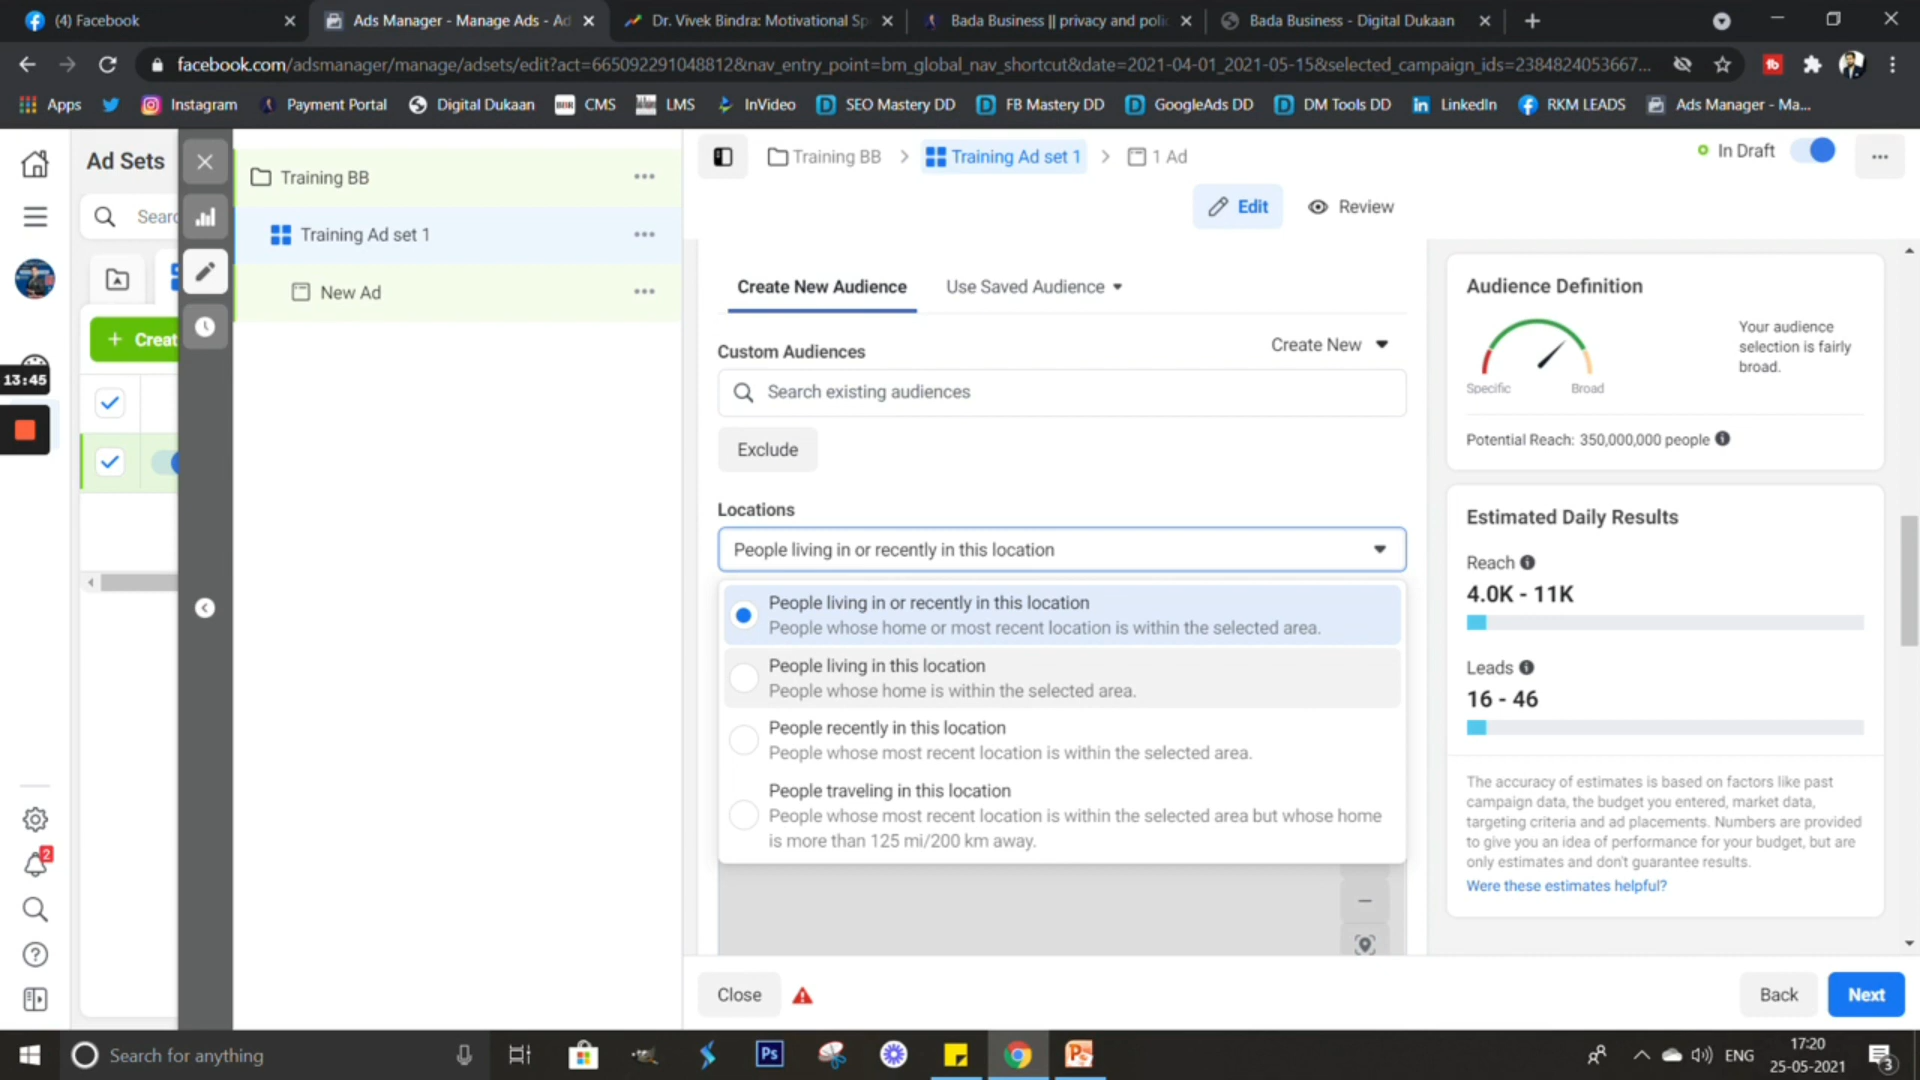 (4) Facebook
Ads Manager - Manage Ads - Ad
Dr. Vivek Bindra: Motivational Sp
Bada Business || privacy and polic
Bada Business - Digital Dukaan
facebook.com/adsmanager/manage/adsets/edit?act=665092291048812&nav_entry_point=bm_global_nav_shortcut&date=2021-04-01_2021-05-15&selected_campaign_ids=2384824053667...
Apps
Instagram
Payment Portal
Digital Dukaan
CMS
LMS
InVideo
SEO Mastery DD
FB Mastery DD
GoogleAds DD
DM Tools DD
LinkedIn
RKM LEADS
Ads Manager - Ma...
Ad Sets
Searc
Creat
13:45
2
Training BB
Training Ad set 1
New Ad
Training BB
Training Ad set 1
1 Ad
In Draft
Edit
Review
Create New Audience
Use Saved Audience
Custom Audiences
Create New
Search existing audiences
Exclude
Locations
People living in or recently in this location
People living in or recently in this location
People whose home or most recent location is within the selected area.
People living in this location
People whose home is within the selected area.
People recently in this location
People whose most recent location is within the selected area.
People traveling in this location
People whose most recent location is within the selected area but whose home
is more than 125 mi/200 km away.
Audience Definition
Your audience
selection is fairly
broad.
Specific
Broad
Potential Reach: 350,000,000 people
Estimated Daily Results
Reach
4.0K - 11K
Leads
16 - 46
The accuracy of estimates is based on factors like past
campaign data, the budget you entered, market data,
targeting criteria and ad placements. Numbers are provided
to give you an idea of performance for your budget, but are
only estimates and don't guarantee results.
Were these estimates helpful?
Close
Back
Next
Search for anything
Ps
ENG
17:20
25-05-2021
3